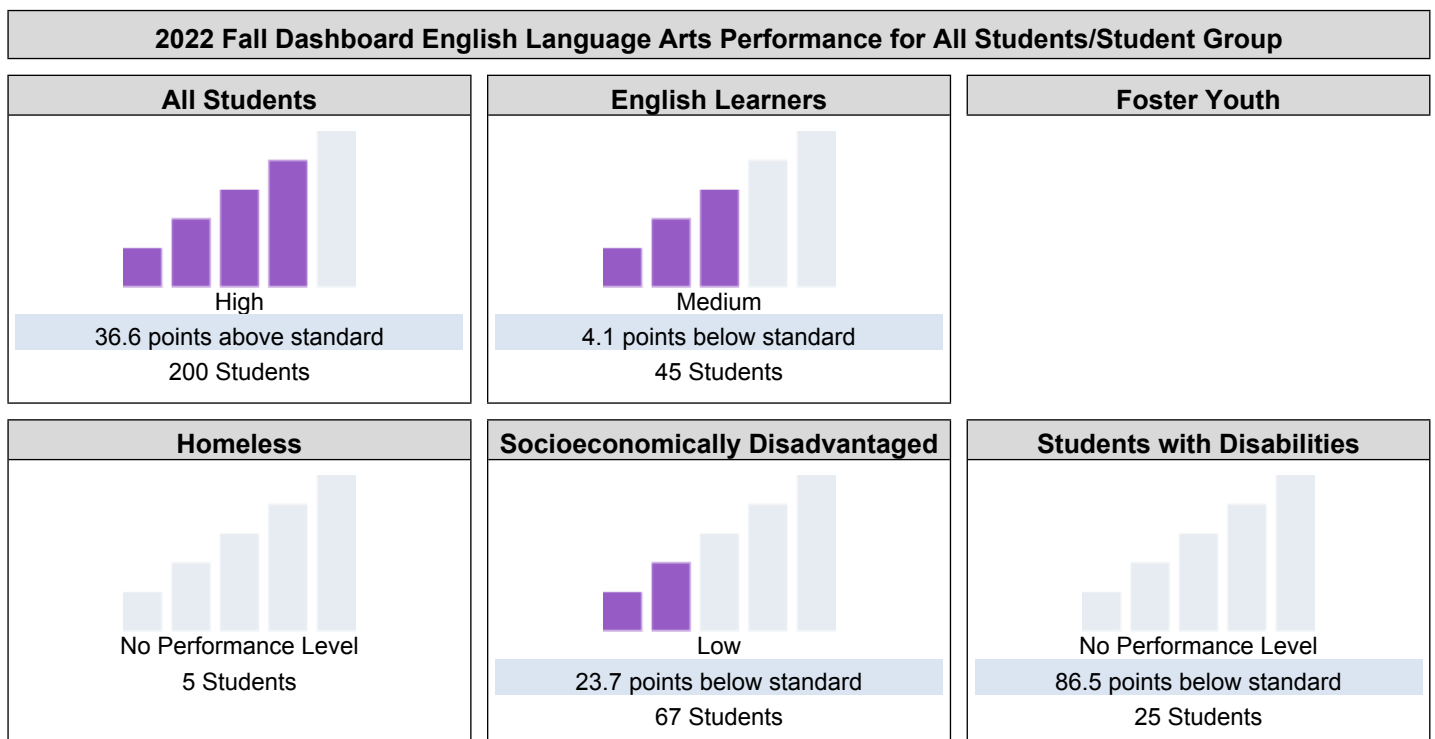 2022 Fall Dashboard English Language Arts Performance for All Students/Student Group
All Students
High
36.6 points above standard
200 Students
English Learners
Medium
4.1 points below standard
45 Students
Foster Youth
Homeless
No Performance Level
5 Students
Socioeconomically Disadvantaged
Low
23.7 points below standard
67 Students
Students with Disabilities
No Performance Level
86.5 points below standard
25 Students